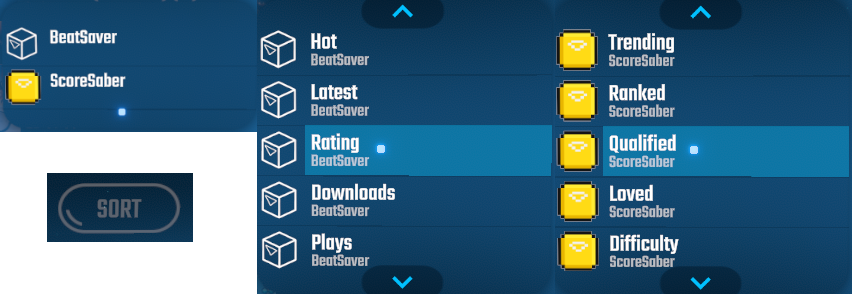 BeatSaver
ScoreSaber
SORT
Hot
BeatSaver
Latest
BeatSaver
Rating
BeatSaver
Downloads
BeatSaver
Plays
BeatSaver
Trending
ScoreSaber
Ranked
ScoreSaber
Qualified
ScoreSaber
Loved
ScoreSaber
Difficulty
ScoreSaber